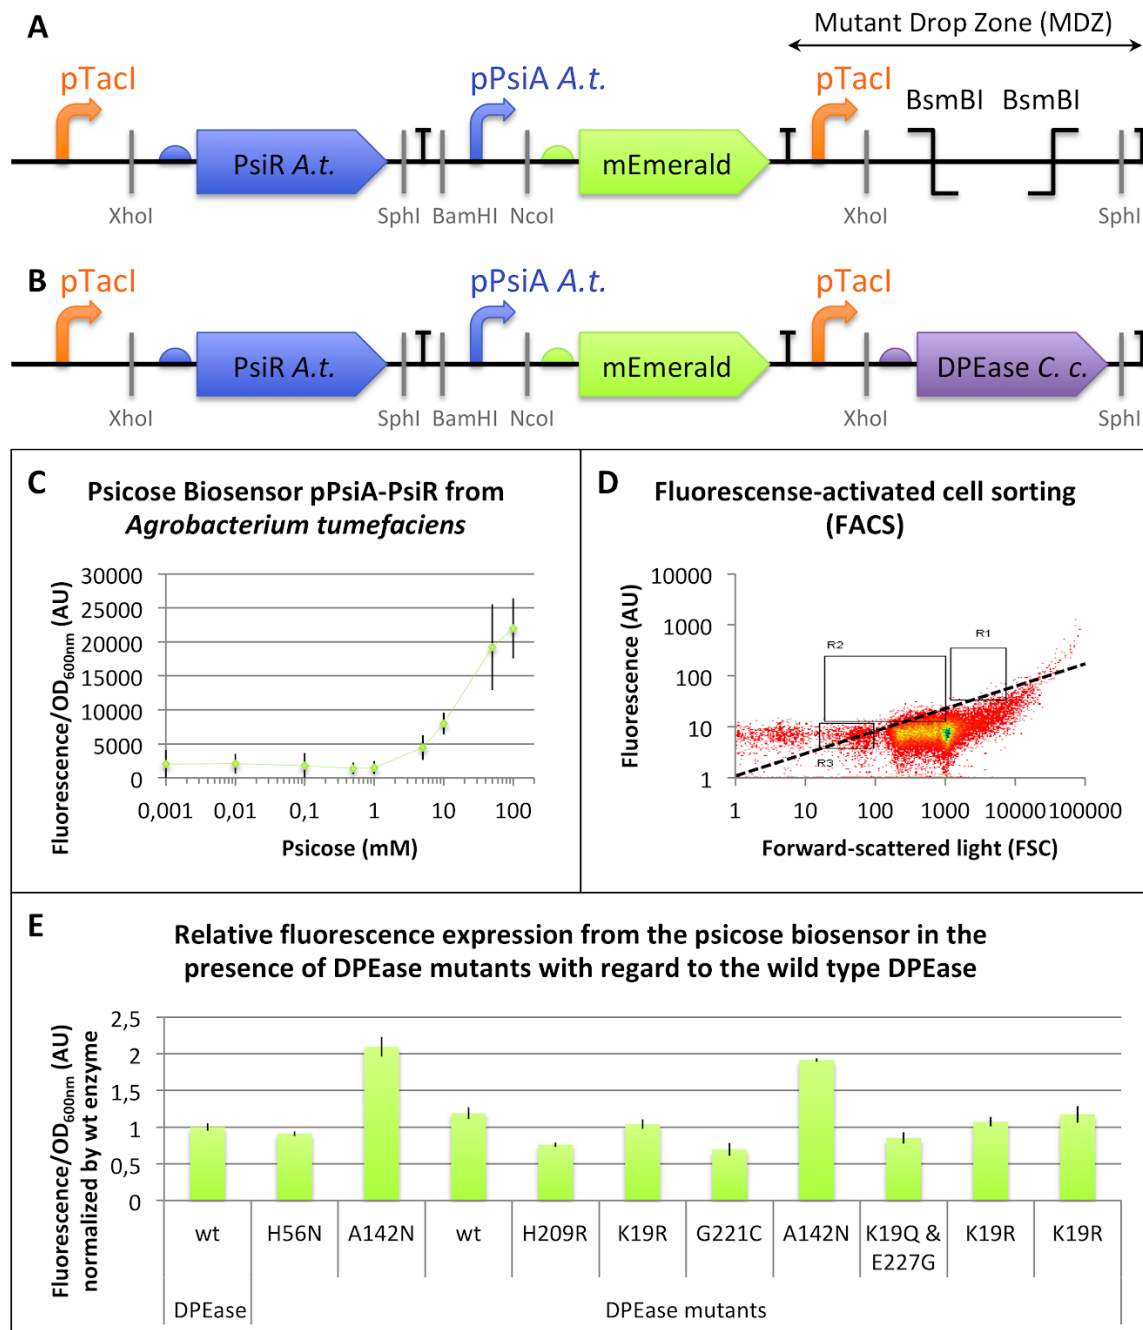 A
Mutant Drop Zone (MDZ)
pTacI
pPsiA A.t.
pTacI
BsmBI BsmBI
PsiR A.t.
mEmerald
XhoI
SphI
BamHI
NcoI
XhoI
SphI
B
pTacI
pPsiA A.t.
pTacI
PsiR A.t.
mEmerald
DPEase C. c.
XhoI
SphI
BamHI
NcoI
XhoI
SphI
C
Psicose Biosensor pPsiA-PsiR from
Agrobacterium tumefaciens
Fluorescence/OD600nm (AU)
30000
25000
20000
15000
10000
5000
0
0,001 0,01 0,1 1 10 100
Psicose (mM)
D
Fluorescense-activated cell sorting
(FACS)
Fluorescence (AU)
10000
1000
100
10
1
R1
R2
R3
1 10 100 1000 10000 100000
Forward-scattered light (FSC)
E
Relative fluorescence expression from the psicose biosensor in the
presence of DPEase mutants with regard to the wild type DPEase
Fluorescence/OD600nm (AU)
normalized by wt enzyme
2,5
2
1,5
1
0,5
0
wt H56N A142N wt H209R K19R G221C A142N K19Q & E227G K19R K19R
DPEase DPEase mutants